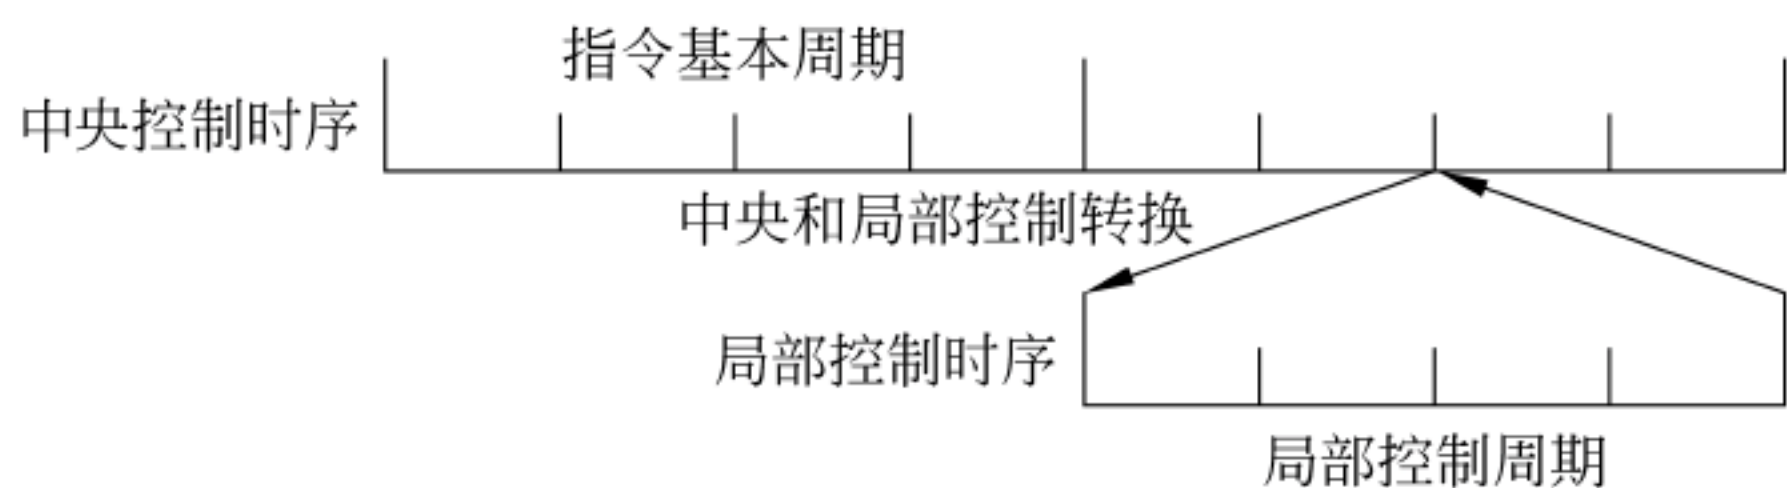 指令基本周期
中央控制时序
中央和局部控制转换
局部控制时序
局部控制周期